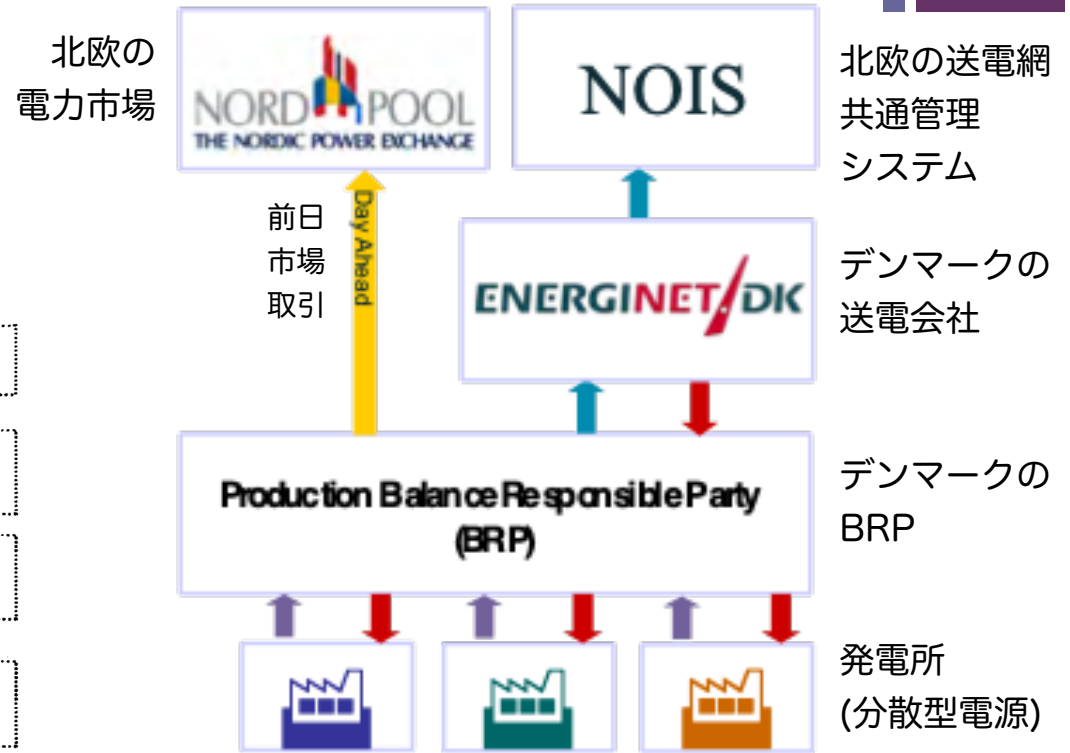 北欧の
電力市場
NORD POOL
THE NORDIC POWER EXCHANGE
NOIS
北欧の送電網
共通管理
システム
前日
市場
取引
Day Ahead
ENERGINET/DK
デンマークの
送電会社
Production Balance Responsible Party
(BRP)
デンマークの
BRP
発電所
(分散型電源)